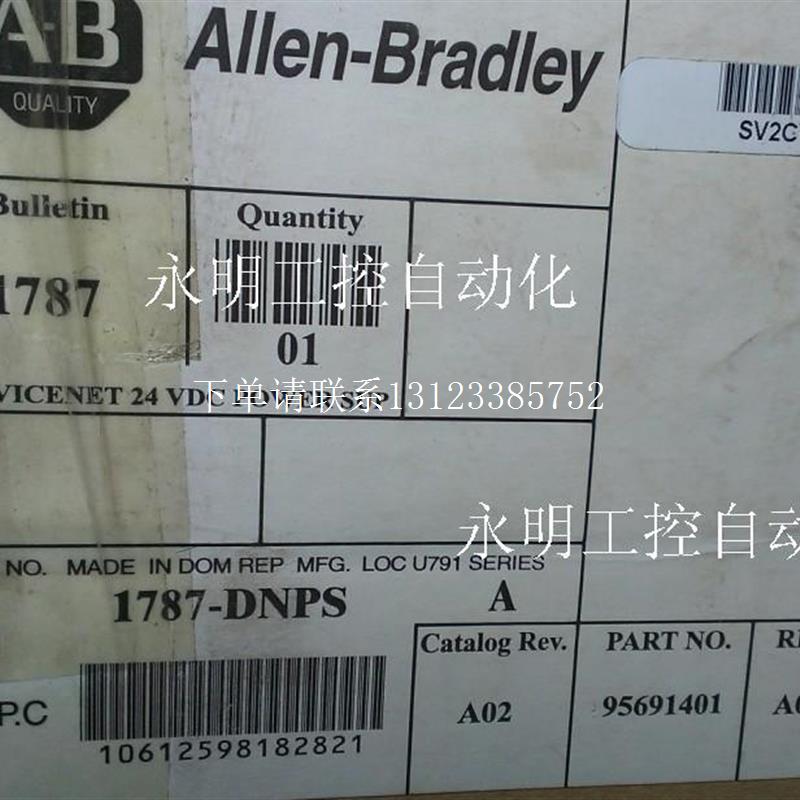 A-B
QUALITY
Allen-Bradley
SV2C
Bulletin
Quantity
1787
永明工控自动化
01
VICENET 24 VDC POWER SUP
下单请联系13123385752
永明工控自动
NO. MADE IN DOM REP MFG. LOC U791 SERIES
1787-DNPS
A
Catalog Rev.
PART NO.
P.C
A02
95691401
10612598182821